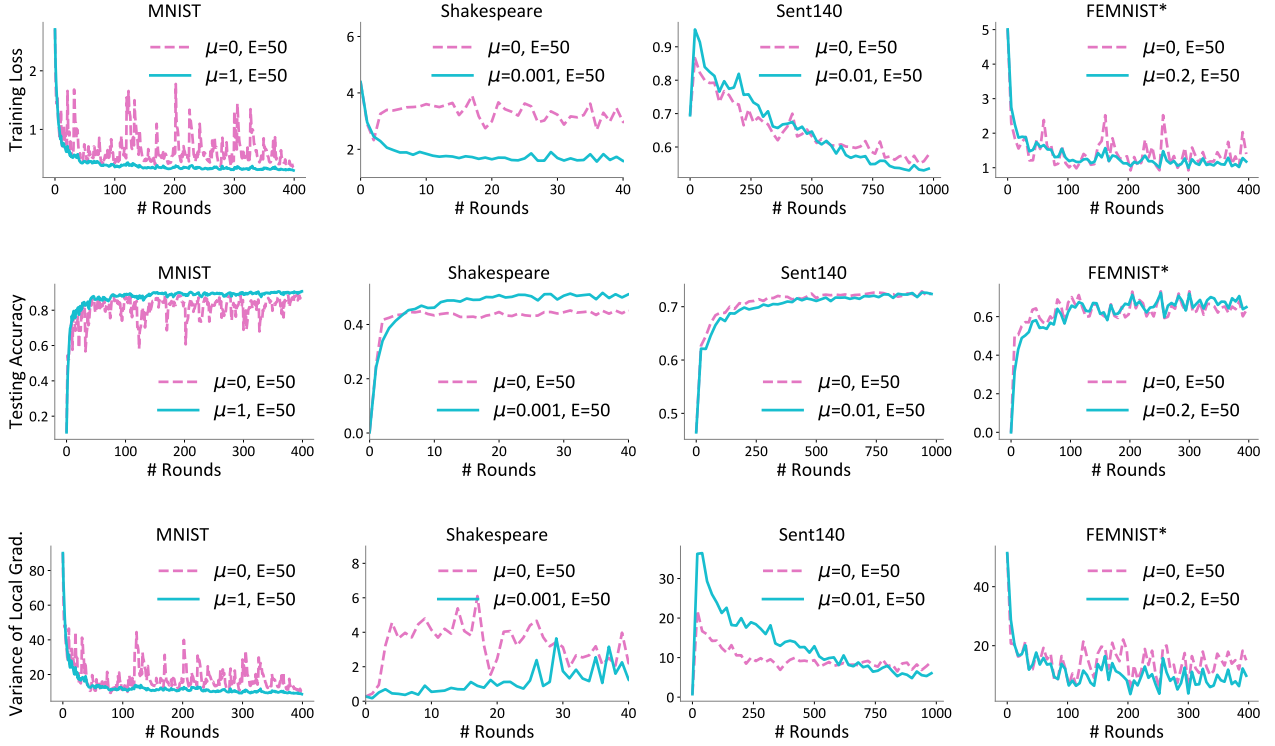 MNIST
Shakespeare
Sent140
FEMNIST*
Training Loss
2
1
μ=0, E=50
μ=1, E=50
0 100 200 300 400
# Rounds
6
4
2
μ=0, E=50
μ=0.001, E=50
0 10 20 30 40
# Rounds
0.9
0.8
0.7
0.6
μ=0, E=50
μ=0.01, E=50
0 250 500 750 1000
# Rounds
5
4
3
2
1
μ=0, E=50
μ=0.2, E=50
0 100 200 300 400
# Rounds
MNIST
Shakespeare
Sent140
FEMNIST*
Testing Accuracy
0.8
0.6
0.4
0.2
μ=0, E=50
μ=1, E=50
0 100 200 300 400
# Rounds
0.4
0.2
0.0
μ=0, E=50
μ=0.001, E=50
0 10 20 30 40
# Rounds
0.7
0.6
0.5
μ=0, E=50
μ=0.01, E=50
0 250 500 750 1000
# Rounds
0.6
0.4
0.2
0.0
μ=0, E=50
μ=0.2, E=50
0 100 200 300 400
# Rounds
MNIST
Shakespeare
Sent140
FEMNIST*
Variance of Local Grad.
80
60
40
20
μ=0, E=50
μ=1, E=50
0 100 200 300 400
# Rounds
8
6
4
2
0
μ=0, E=50
μ=0.001, E=50
0 10 20 30 40
# Rounds
30
20
10
0
μ=0, E=50
μ=0.01, E=50
0 250 500 750 1000
# Rounds
40
20
μ=0, E=50
μ=0.2, E=50
0 100 200 300 400
# Rounds